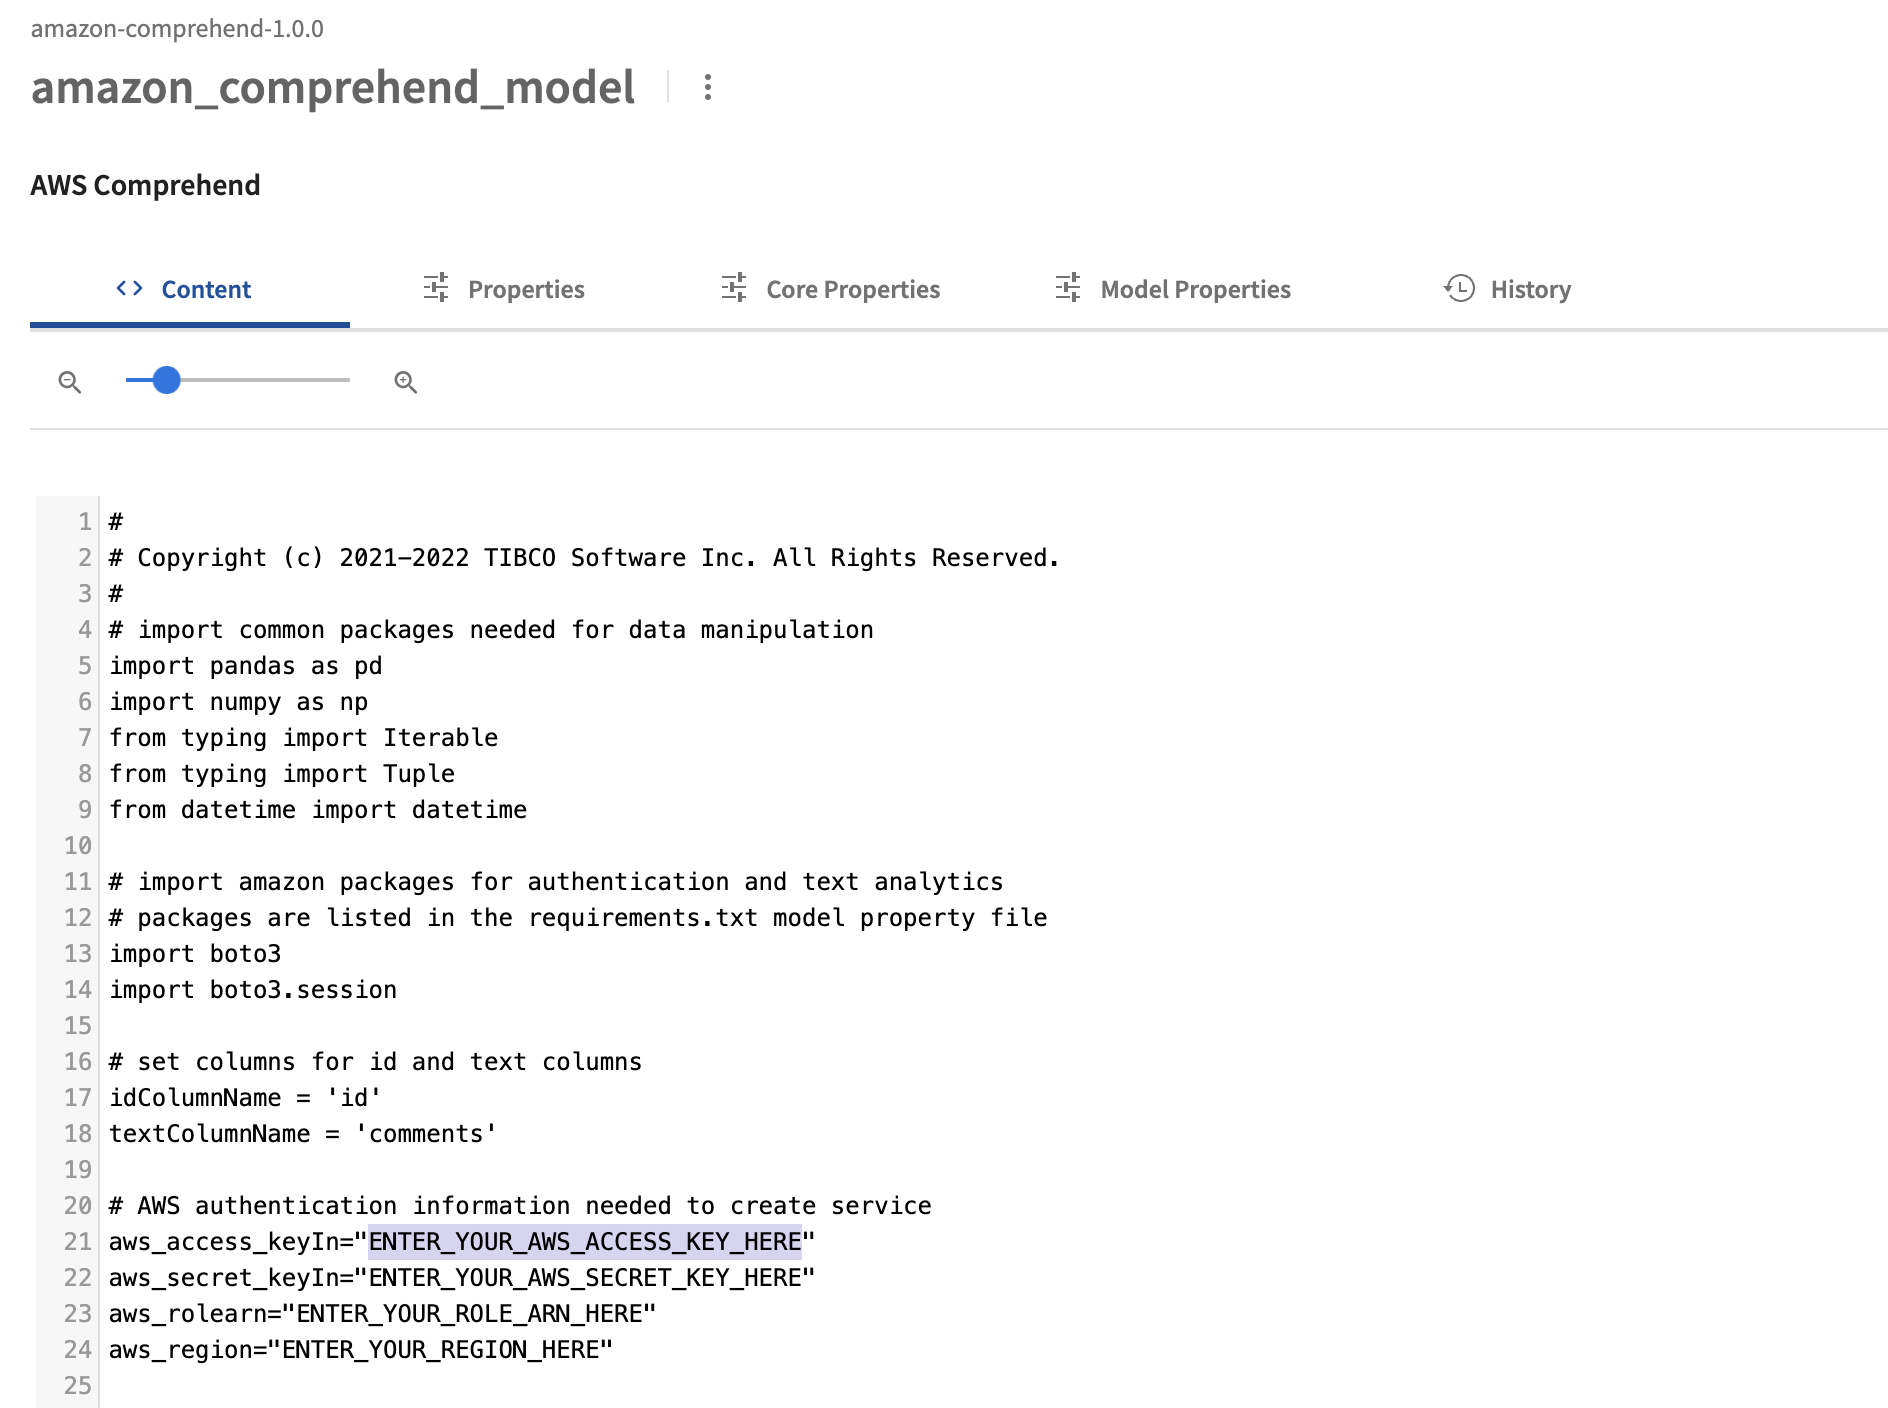 amazon-comprehend-1.0.0
amazon_comprehend_model
AWS Comprehend
Content Properties Core Properties Model Properties History
1 #
2 # Copyright (c) 2021–2022 TIBCO Software Inc. All Rights Reserved.
3 #
4 # import common packages needed for data manipulation
5 import pandas as pd
6 import numpy as np
7 from typing import Iterable
8 from typing import Tuple
9 from datetime import datetime
10
11 # import amazon packages for authentication and text analytics
12 # packages are listed in the requirements.txt model property file
13 import boto3
14 import boto3.session
15
16 # set columns for id and text columns
17 idColumnName = 'id'
18 textColumnName = 'comments'
19
20 # AWS authentication information needed to create service
21 aws_access_keyIn="ENTER_YOUR_AWS_ACCESS_KEY_HERE"
22 aws_secret_keyIn="ENTER_YOUR_AWS_SECRET_KEY_HERE"
23 aws_rolearn="ENTER_YOUR_ROLE_ARN_HERE"
24 aws_region="ENTER_YOUR_REGION_HERE"
25